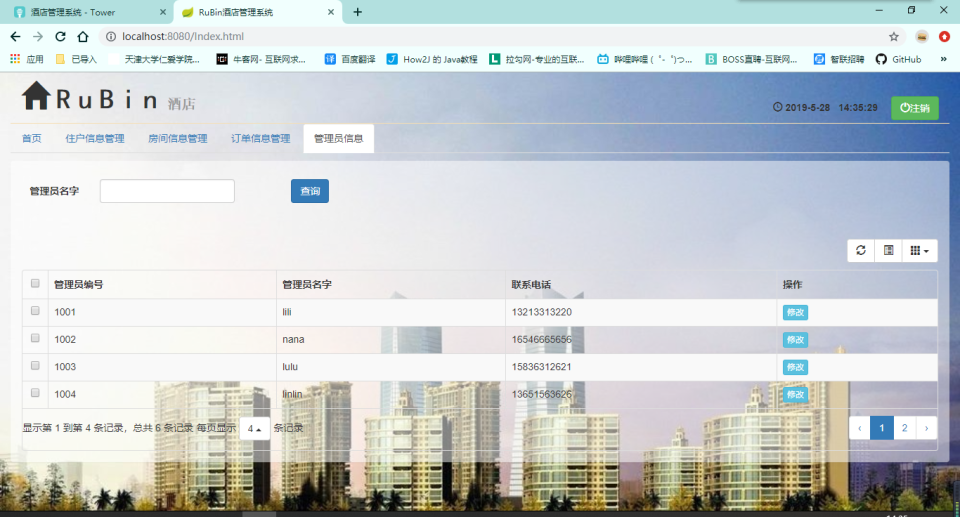 酒店管理系统 - Tower
RuBin酒店管理系统
localhost:8080/Index.html
应用 已导入 天津大学仁爱学院... 牛客网- 互联网求... 百度翻译 How2J 的 Java教程 拉勾网-专业的互联... 哔哩哔哩 ( ゜- ゜)つ... BOSS直聘-互联网... 智联招聘 GitHub »
RuBin 酒店
2019-5-28 14:35:29 注销
首页 住户信息管理 房间信息管理 订单信息管理 管理员信息
管理员名字 查询
管理员编号 管理员名字 联系电话 操作
1001 lili 13213313220 修改
1002 nana 16546665656 修改
1003 lulu 15836312621 修改
1004 linlin 13651563626 修改
显示第 1 到第 4 条记录，总共 6 条记录 每页显示 4 条记录
‹ 1 2 ›